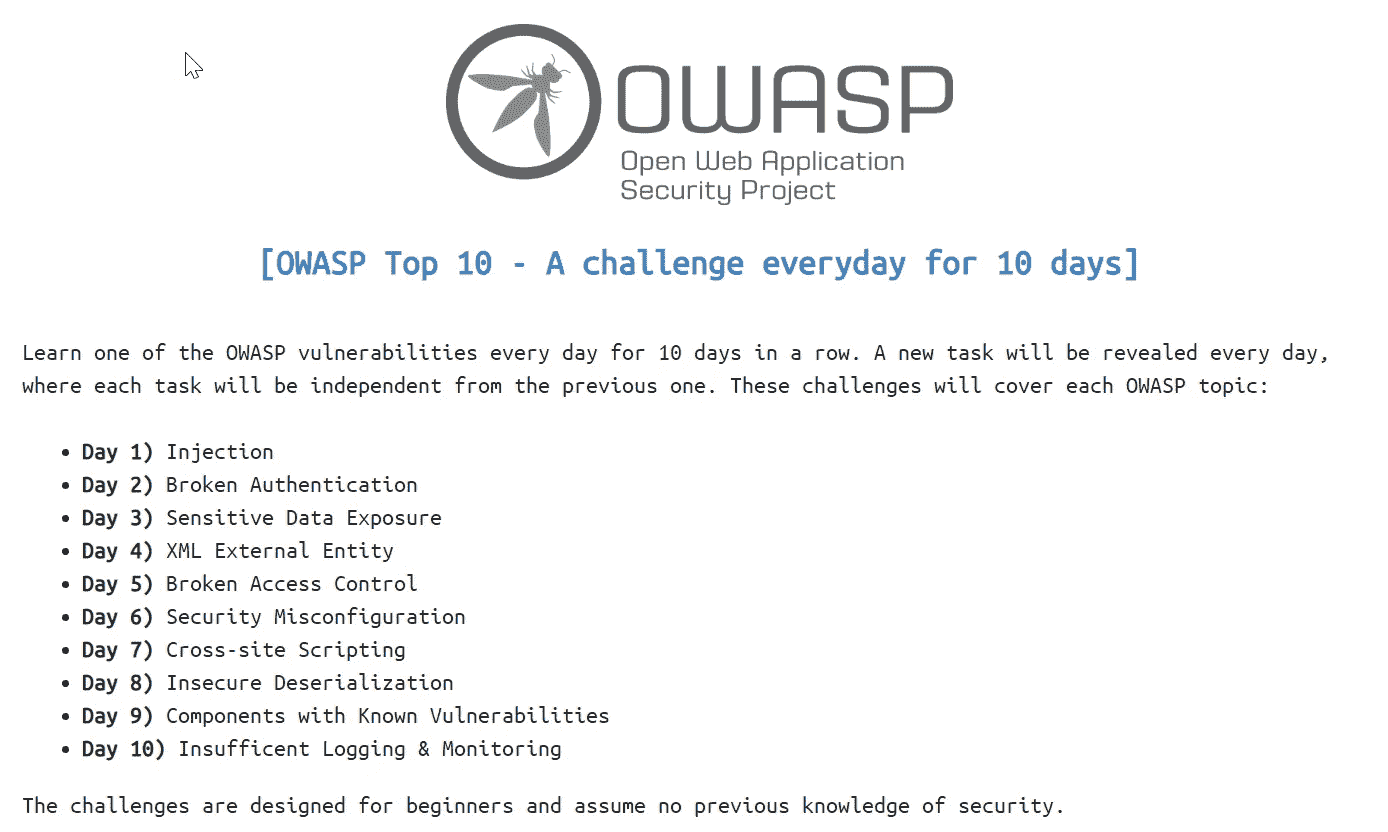 OWASP
Open Web Application
Security Project
[OWASP Top 10 - A challenge everyday for 10 days]
Learn one of the OWASP vulnerabilities every day for 10 days in a row. A new task will be revealed every day,
where each task will be independent from the previous one. These challenges will cover each OWASP topic:
• Day 1) Injection
• Day 2) Broken Authentication
• Day 3) Sensitive Data Exposure
• Day 4) XML External Entity
• Day 5) Broken Access Control
• Day 6) Security Misconfiguration
• Day 7) Cross-site Scripting
• Day 8) Insecure Deserialization
• Day 9) Components with Known Vulnerabilities
• Day 10) Insufficent Logging & Monitoring
The challenges are designed for beginners and assume no previous knowledge of security.